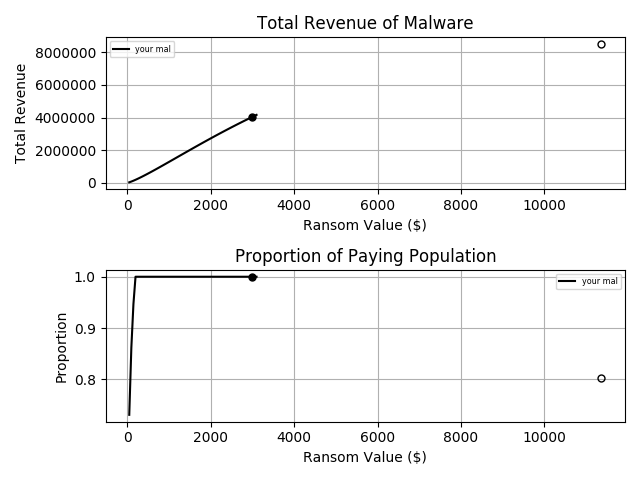 Total Revenue of Malware
your mal
8000000
6000000
4000000
2000000
0
Total Revenue
0 2000 4000 6000 8000 10000
Ransom Value ($)
Proportion of Paying Population
your mal
1.0
0.9
0.8
Proportion
0 2000 4000 6000 8000 10000
Ransom Value ($)